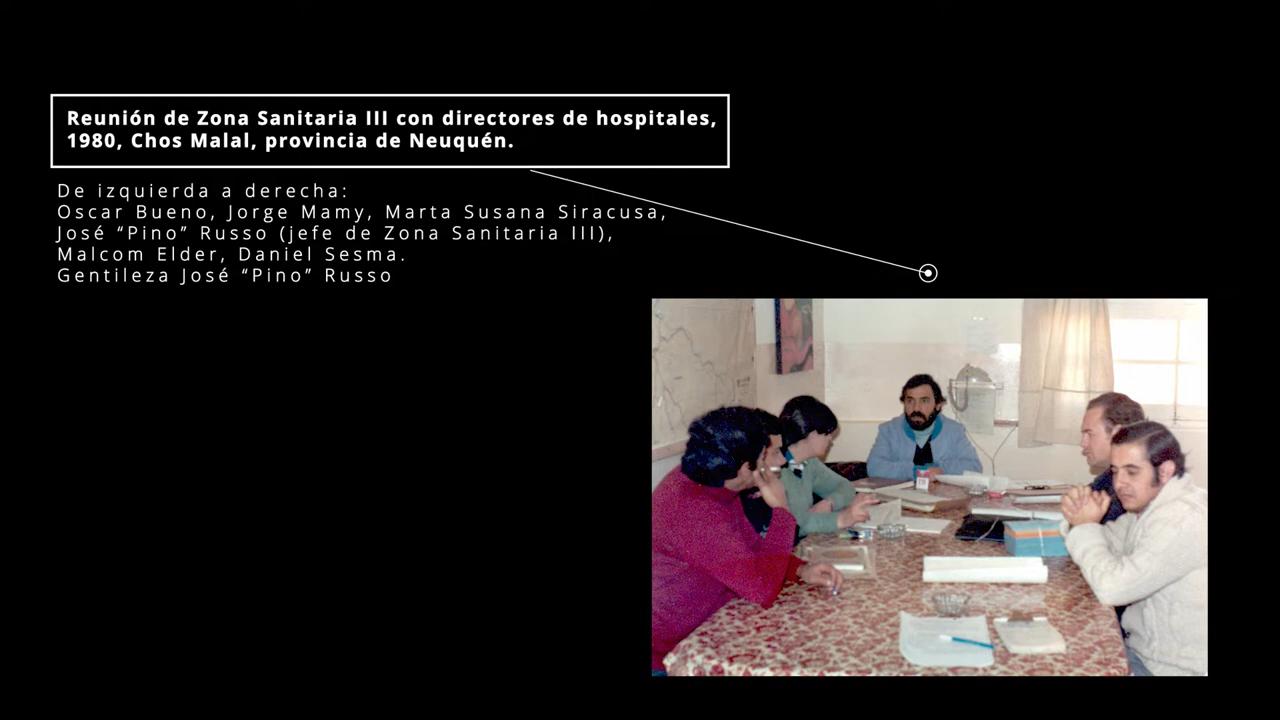 Reunión de Zona Sanitaria III con directores de hospitales,
1980, Chos Malal, provincia de Neuquén.
De izquierda a derecha:
Oscar Bueno, Jorge Mamy, Marta Susana Siracusa,
José “Pino” Russo (jefe de Zona Sanitaria III),
Malcom Elder, Daniel Sesma.
Gentileza José “Pino” Russo